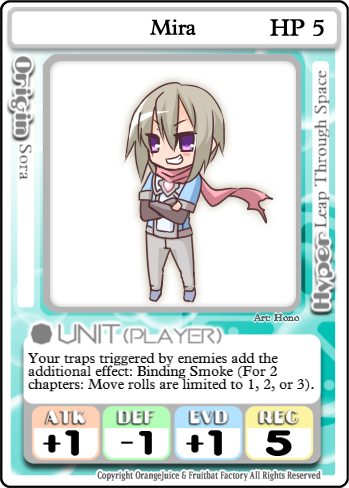 Mira
HP 5
Origin Sora
Hyper Leap Through Space
Art: Hono
UNIT (PLAYER)
Your traps triggered by enemies add the
additional effect: Binding Smoke (For 2
chapters: Move rolls are limited to 1, 2, or 3).
ATK DEF EVD REC
+1 -1 +1 5
Copyright Orangejuice & Fruitbat Factory All Rights Reserved